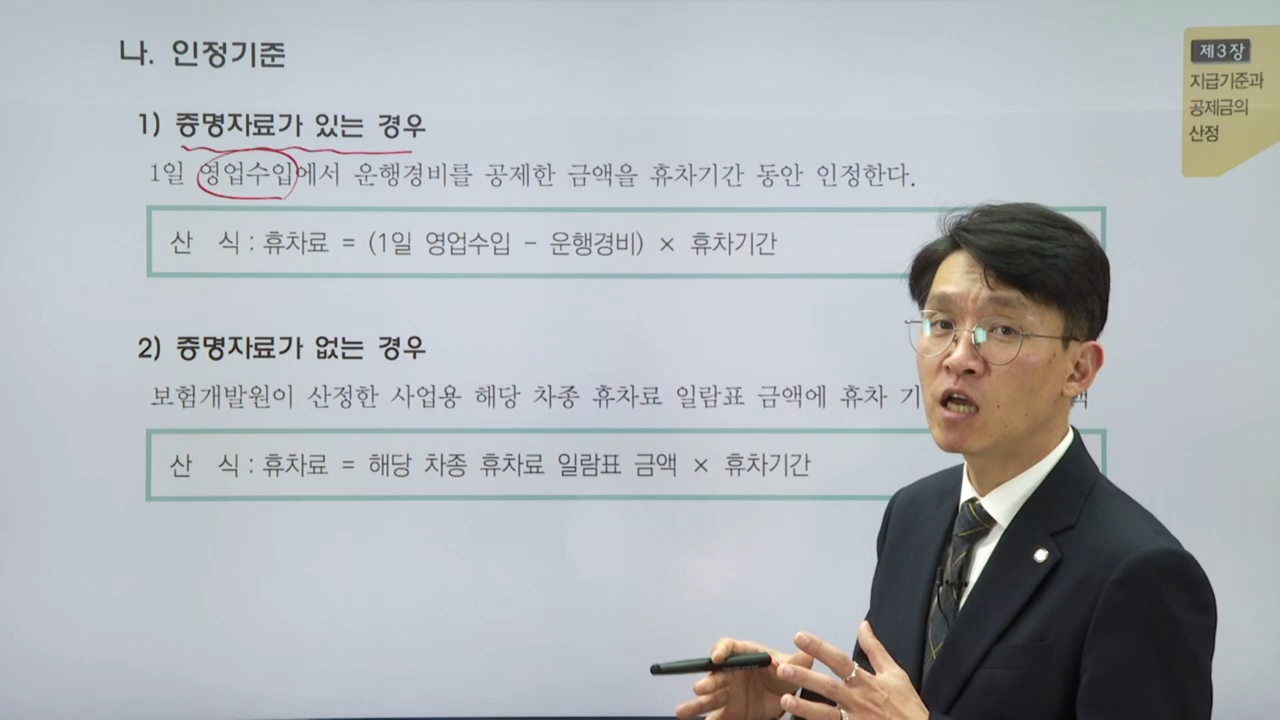 나. 인정기준
제3장
지급기준과
공제금의
산정
1) 증명자료가 있는 경우
1일 영업수입에서 운행경비를 공제한 금액을 휴차기간 동안 인정한다.
산 식 : 휴차료 = (1일 영업수입 - 운행경비) × 휴차기간
2) 증명자료가 없는 경우
보험개발원이 산정한 사업용 해당 차종 휴차료 일람표 금액에 휴차 기
산 식 : 휴차료 = 해당 차종 휴차료 일람표 금액 × 휴차기간